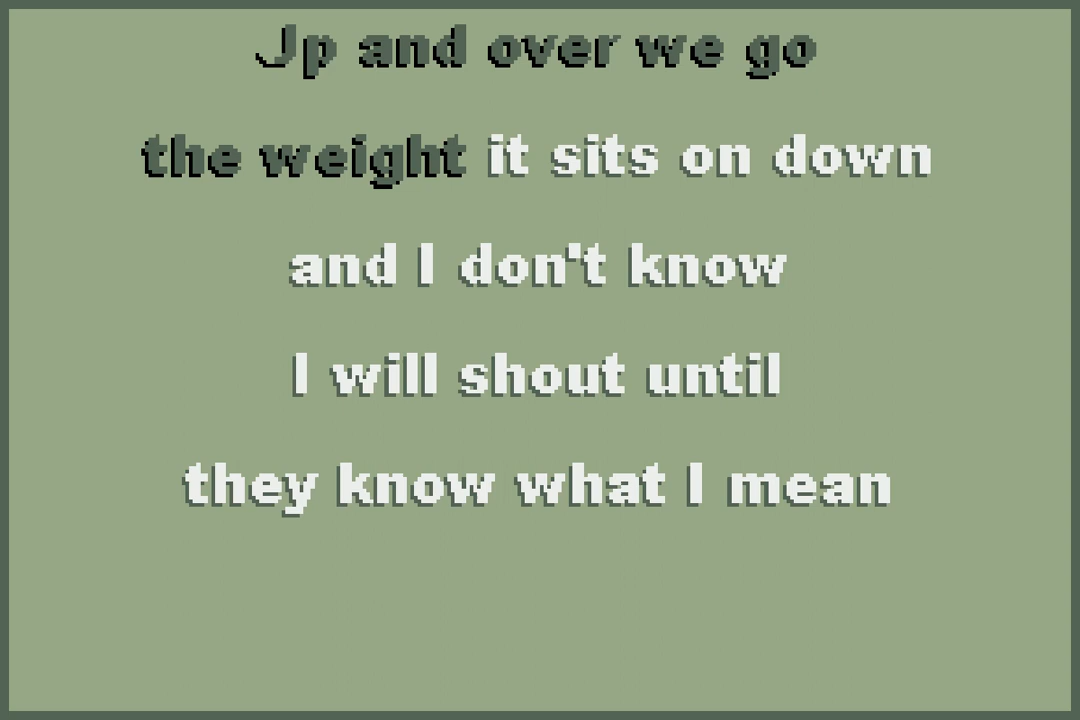 Up and over we go
the weight it sits on down
and I don't know
I will shout until
they know what I mean